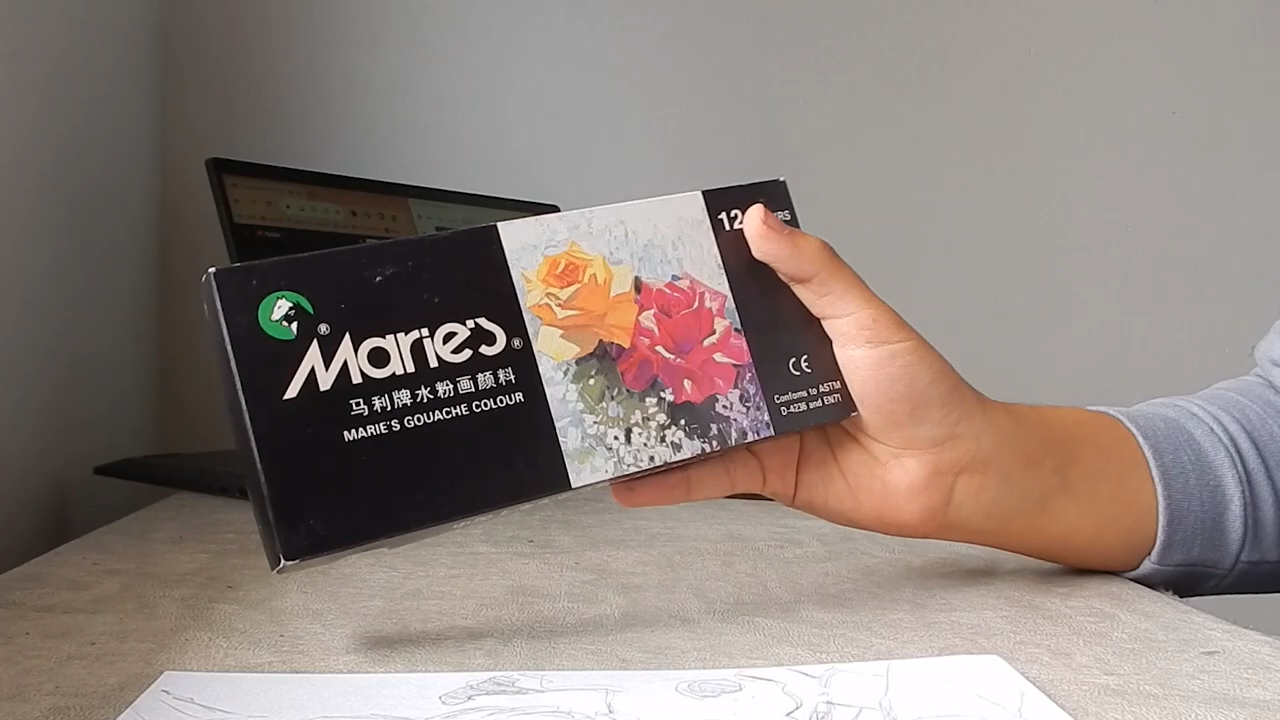 Marie's®
®
马利牌水粉画颜料
MARIE'S GOUACHE COLOUR
12
CE
Confoms to ASTM
D-4236 and EN71